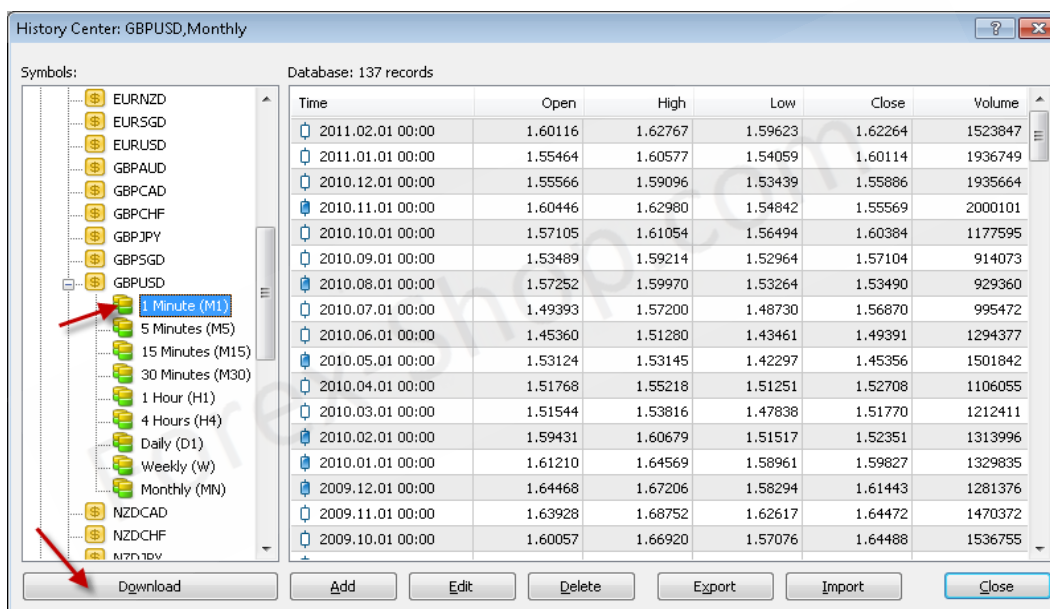 History Center: GBPUSD,Monthly
Symbols:
Database: 137 records
EURNZD
EURSGD
EURUSD
GBPAUD
GBPCAD
GBPCHF
GBPJPY
GBPSGD
GBPUSD
1 Minute (M1)
5 Minutes (M5)
15 Minutes (M15)
30 Minutes (M30)
1 Hour (H1)
4 Hours (H4)
Daily (D1)
Weekly (W)
Monthly (MN)
NZDCAD
NZDCHF
NZDJPY
Time Open High Low Close Volume
2011.02.01 00:00 1.60116 1.62767 1.59623 1.62264 1523847
2011.01.01 00:00 1.55464 1.60577 1.54059 1.60114 1936749
2010.12.01 00:00 1.55566 1.59096 1.53439 1.55886 1935664
2010.11.01 00:00 1.60446 1.62980 1.54842 1.55569 2000101
2010.10.01 00:00 1.57105 1.61054 1.56494 1.60384 1177595
2010.09.01 00:00 1.53489 1.59214 1.52964 1.57104 914073
2010.08.01 00:00 1.57252 1.59970 1.53264 1.53490 929360
2010.07.01 00:00 1.49393 1.57200 1.48730 1.56870 995472
2010.06.01 00:00 1.45360 1.51280 1.43461 1.49391 1294377
2010.05.01 00:00 1.53124 1.53145 1.42297 1.45356 1501842
2010.04.01 00:00 1.51768 1.55218 1.51251 1.52708 1106055
2010.03.01 00:00 1.51544 1.53816 1.47838 1.51770 1212411
2010.02.01 00:00 1.59431 1.60679 1.51517 1.52351 1313996
2010.01.01 00:00 1.61210 1.64569 1.58961 1.59827 1329835
2009.12.01 00:00 1.64468 1.67206 1.58294 1.61443 1281376
2009.11.01 00:00 1.63928 1.68752 1.62617 1.64472 1470372
2009.10.01 00:00 1.60057 1.66920 1.57076 1.64488 1536755
Forex-Shop.com
Download Add Edit Delete Export Import Close